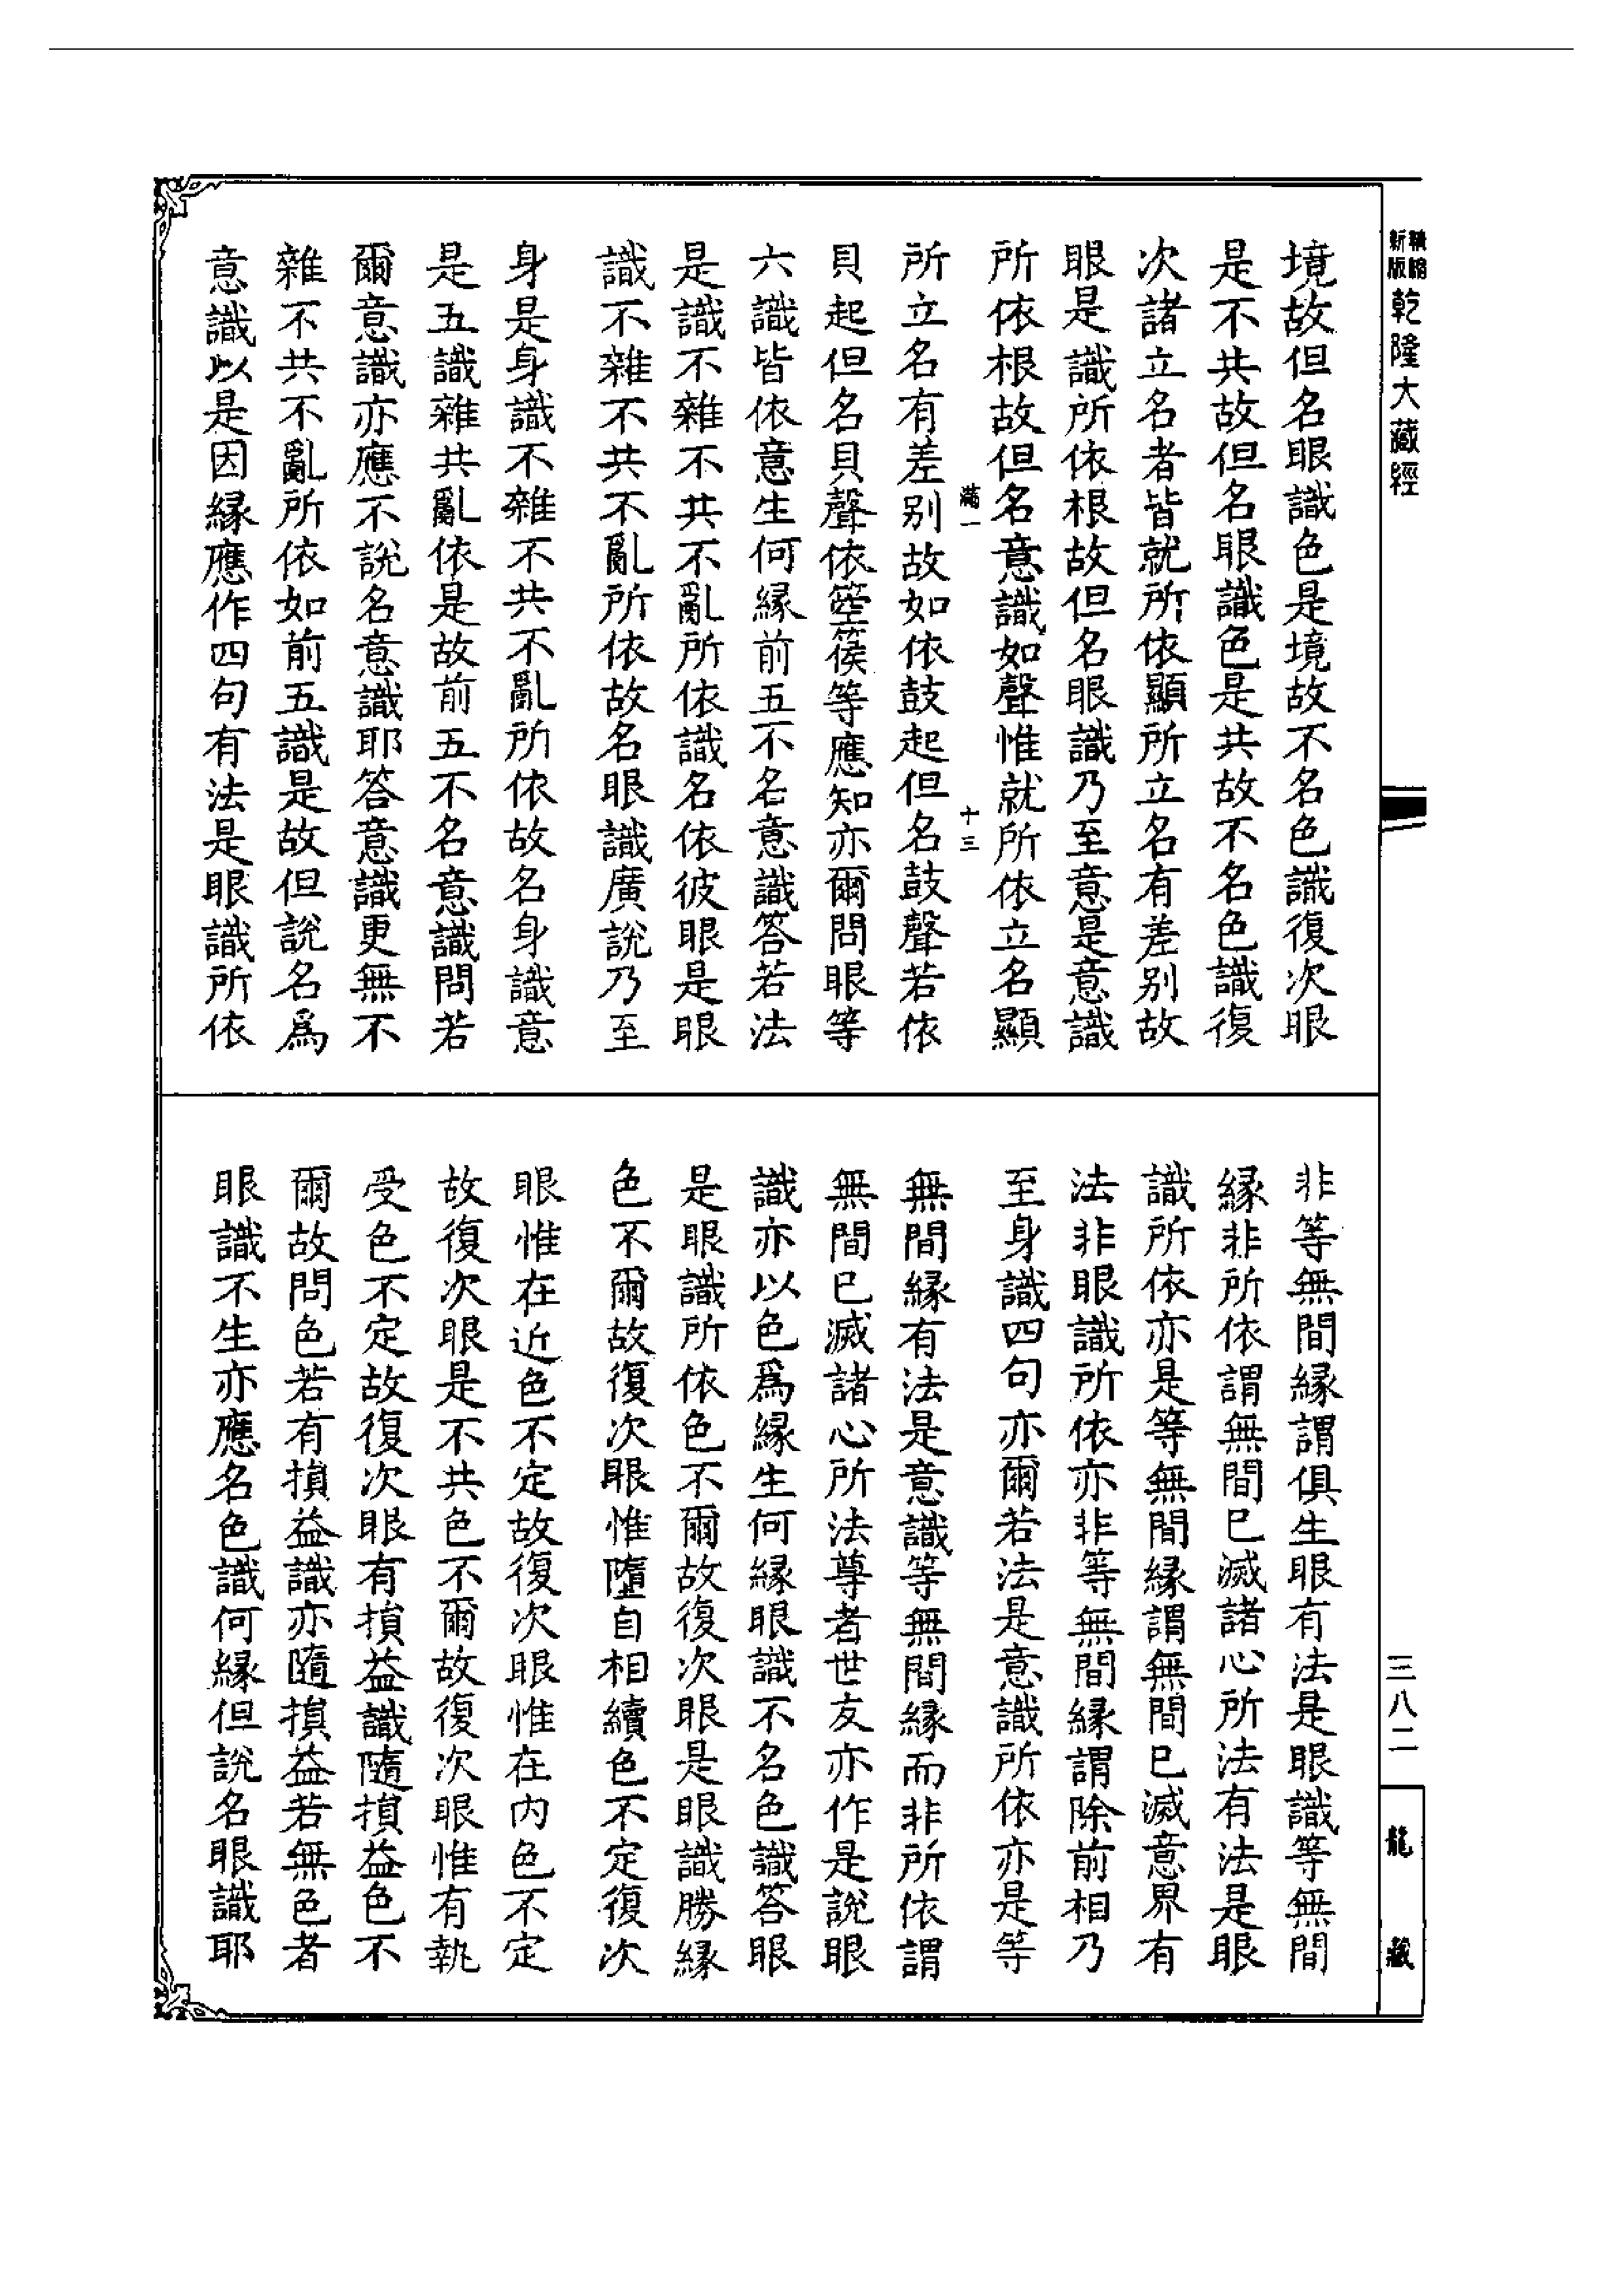 新版精縮乾隆大藏經
三八二
龍藏
境故但名眼識色是境故不名色識復次眼
是不共故但名眼識色是共故不名色識復
次諸立名者皆就所依顯所立名有差别故
眼是識所依根故但名眼識乃至意是意識
所依根故但名意識如聲惟就所依立名顯
滿一
十三
所立名有差别故如依鼓起但名鼓聲若依
貝起但名貝聲依箜篌等應知亦爾問眼等
六識皆依意生何縁前五不名意識答若法
是識不雜不共不亂所依識名依彼眼是眼
識不雜不共不亂所依故名眼識廣說乃至
身是身識不雜不共不亂所依故名身識意
是五識雜共亂依是故前五不名意識問若
爾意識亦應不說名意識耶答意識更無不
雜不共不亂所依如前五識是故但說名爲
意識以是因縁應作四句有法是眼識所依
非等無間縁謂俱生眼有法是眼識等無間
縁非所依謂無間巳滅諸心所法有法是眼
識所依亦是等無間縁謂無間巳滅意界有
法非眼識所依亦非等無間縁謂除前相乃
至身識四句亦爾若法是意識所依亦是等
無間縁有法是意識等無間縁而非所依謂
無間巳滅諸心所法尊者世友亦作是說眼
識亦以色爲縁生何縁眼識不名色識答眼
是眼識所依色不爾故復次眼是眼識勝縁
色不爾故復次眼惟墮自相續色不定復次
眼惟在近色不定故復次眼惟在内色不定
故復次眼是不共色不爾故復次眼惟有執
受色不定故復次眼有損益識隨損益色不
爾故問色若有損益識亦隨損益若無色者
眼識不生亦應名色識何縁但說名眼識耶